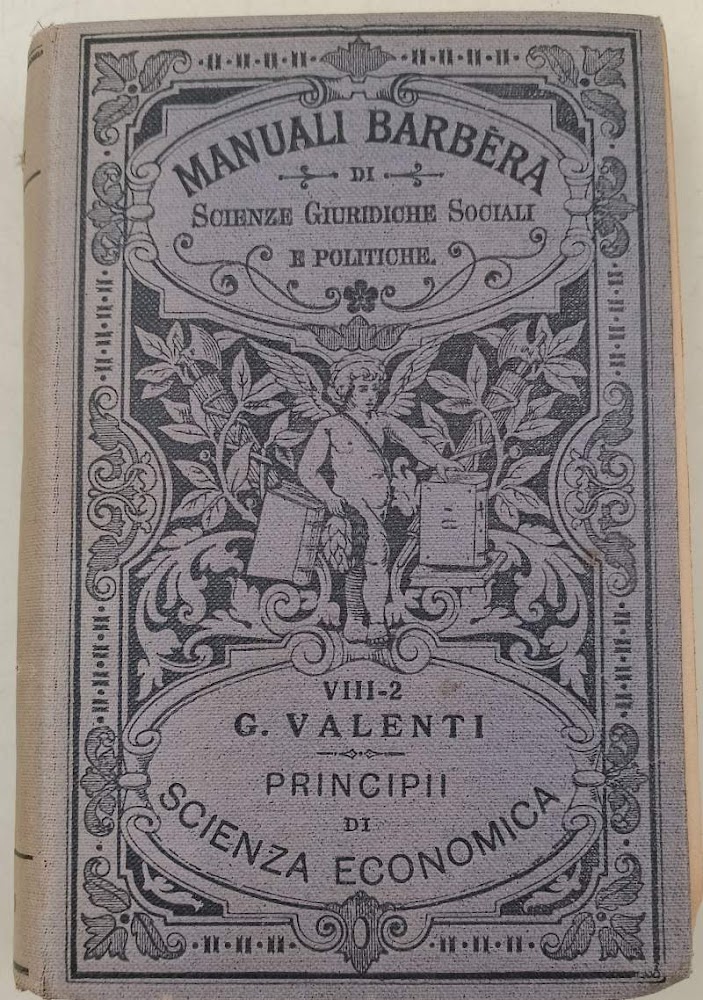 MANUALI BARBÈRA
DI
SCIENZE GIURIDICHE SOCIALI
E POLITICHE.
VIII-2
G. VALENTI
PRINCIPII
DI
SCIENZA ECONOMICA